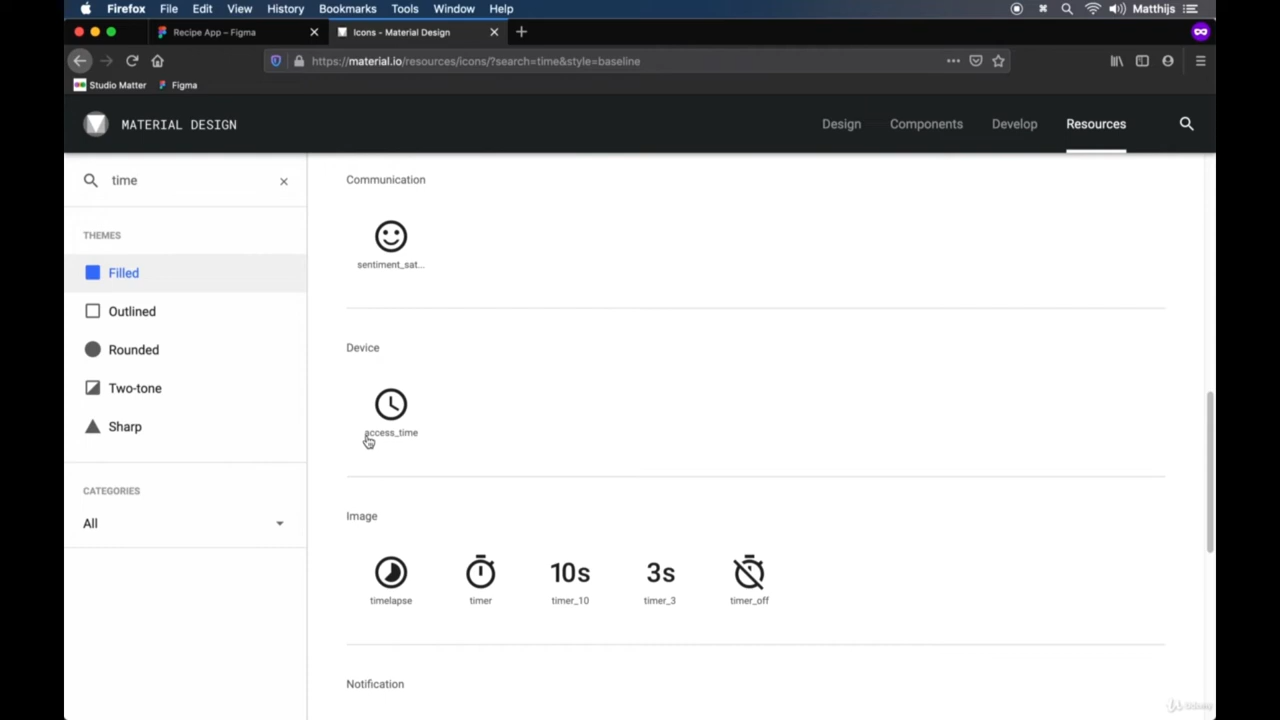 Firefox File Edit View History Bookmarks Tools Window Help Matthijs
Recipe App – Figma Icons - Material Design
https://material.io/resources/icons/?search=time&style=baseline
Studio Matter Figma
MATERIAL DESIGN Design Components Develop Resources
time
THEMES
Filled
Outlined
Rounded
Two-tone
Sharp
CATEGORIES
All
Communication
sentiment_sat...
Device
access_time
Image
10s 3s
timelapse timer timer_10 timer_3 timer_off
Notification
Udemy